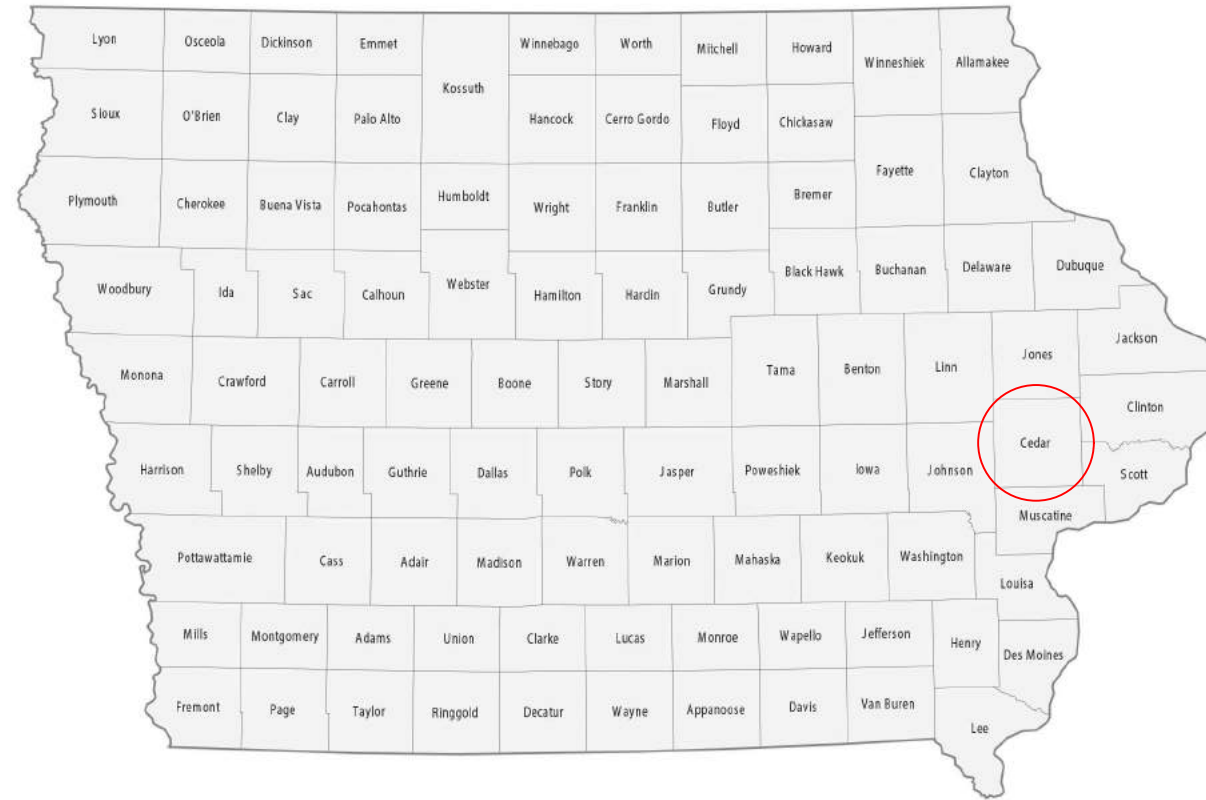 Lyon
Osceola
Dickinson
Emmet
Kossuth
Winnebago
Worth
Mitchell
Howard
Winneshiek
Allamakee
Sioux
O'Brien
Clay
Palo Alto
Hancock
Cerro Gordo
Floyd
Chickasaw
Fayette
Clayton
Plymouth
Cherokee
Buena Vista
Pocahontas
Humboldt
Wright
Franklin
Butler
Bremer
Woodbury
Ida
Sac
Calhoun
Webster
Hamilton
Hardin
Grundy
Black Hawk
Buchanan
Delaware
Dubuque
Monona
Crawford
Carroll
Greene
Boone
Story
Marshall
Tama
Benton
Linn
Jones
Jackson
Clinton
Harrison
Shelby
Audubon
Guthrie
Dallas
Polk
Jasper
Poweshiek
Iowa
Johnson
Cedar
Scott
Muscatine
Pottawattamie
Cass
Adair
Madison
Warren
Marion
Mahaska
Keokuk
Washington
Louisa
Mills
Montgomery
Adams
Union
Clarke
Lucas
Monroe
Wapello
Jefferson
Henry
Des Moines
Fremont
Page
Taylor
Ringgold
Decatur
Wayne
Appanoose
Davis
Van Buren
Lee